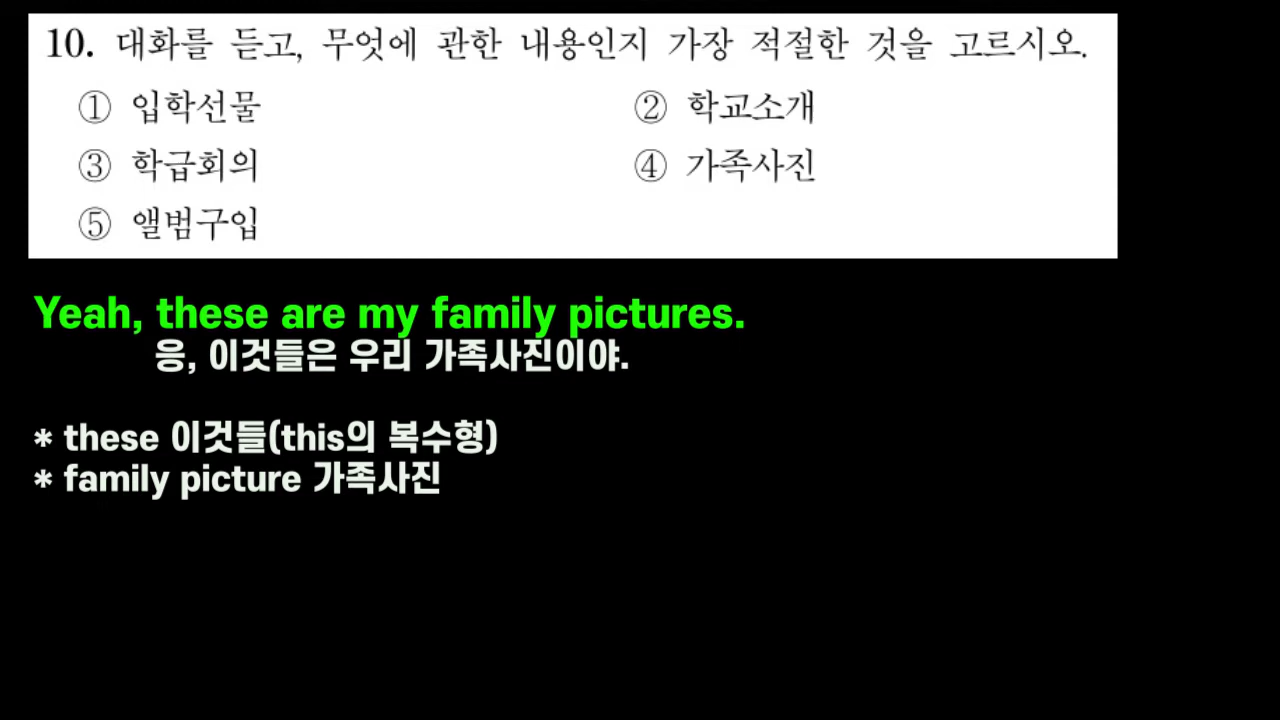 10. 대화를 듣고, 무엇에 관한 내용인지 가장 적절한 것을 고르시오.
① 입학선물 ② 학교소개
③ 학급회의 ④ 가족사진
⑤ 앨범구입
Yeah, these are my family pictures.
응, 이것들은 우리 가족사진이야.
* these 이것들(this의 복수형)
* family picture 가족사진